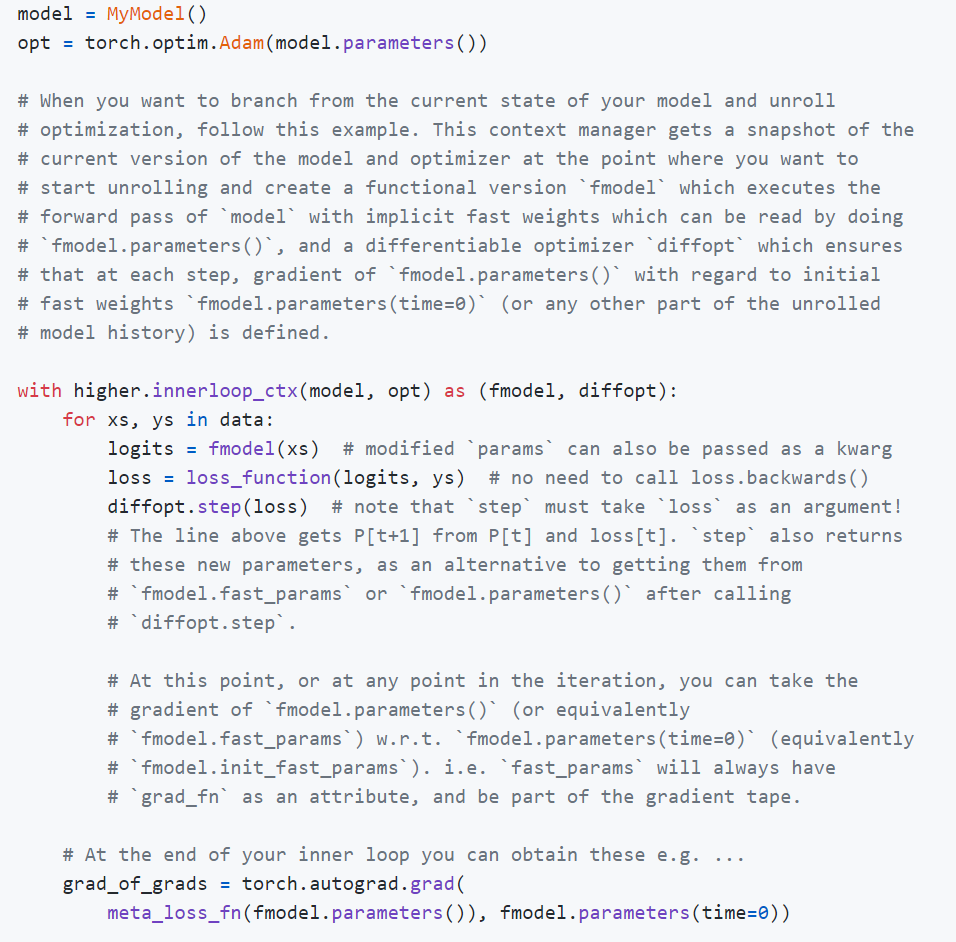 model = MyModel()
opt = torch.optim.Adam(model.parameters())
# When you want to branch from the current state of your model and unroll
# optimization, follow this example. This context manager gets a snapshot of the
# current version of the model and optimizer at the point where you want to
# start unrolling and create a functional version `fmodel` which executes the
# forward pass of `model` with implicit fast weights which can be read by doing
# `fmodel.parameters()`, and a differentiable optimizer `diffopt` which ensures
# that at each step, gradient of `fmodel.parameters()` with regard to initial
# fast weights `fmodel.parameters(time=0)` (or any other part of the unrolled
# model history) is defined.
with higher.innerloop_ctx(model, opt) as (fmodel, diffopt):
    for xs, ys in data:
        logits = fmodel(xs)  # modified `params` can also be passed as a kwarg
        loss = loss_function(logits, ys)  # no need to call loss.backwards()
        diffopt.step(loss)  # note that `step` must take `loss` as an argument!
        # The line above gets P[t+1] from P[t] and loss[t]. `step` also returns
        # these new parameters, as an alternative to getting them from
        # `fmodel.fast_params` or `fmodel.parameters()` after calling
        # `diffopt.step`.
        # At this point, or at any point in the iteration, you can take the
        # gradient of `fmodel.parameters()` (or equivalently
        # `fmodel.fast_params`) w.r.t. `fmodel.parameters(time=0)` (equivalently
        # `fmodel.init_fast_params`). i.e. `fast_params` will always have
        # `grad_fn` as an attribute, and be part of the gradient tape.
    # At the end of your inner loop you can obtain these e.g. ...
    grad_of_grads = torch.autograd.grad(
        meta_loss_fn(fmodel.parameters()), fmodel.parameters(time=0))